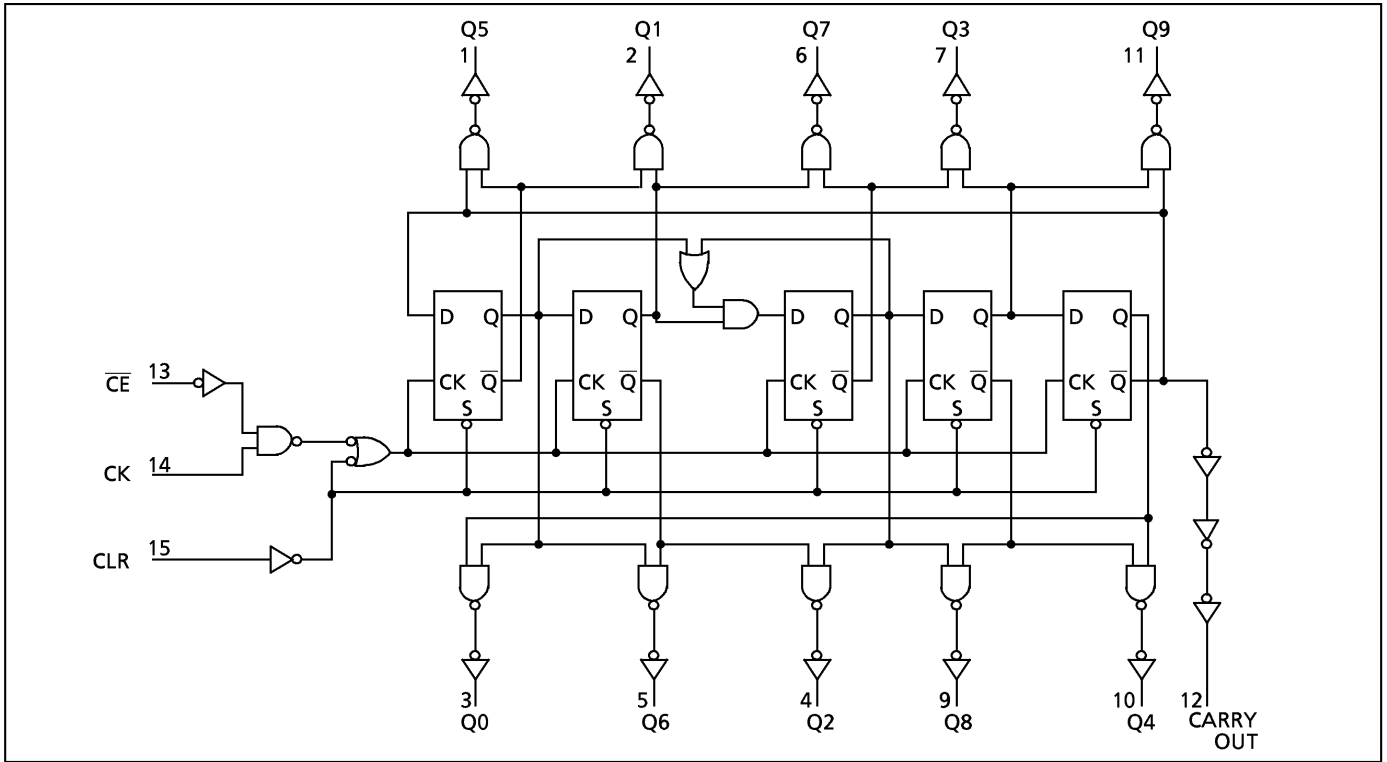 Q5 Q1 Q7 Q3 Q9
1 2 6 7 11
D Q D Q D Q D Q D Q
CE̅ 13
CK Q̅ CK Q̅ CK Q̅ CK Q̅ CK Q̅
S S S S S
CK 14
CLR 15
3 5 4 9 10 12
Q0 Q6 Q2 Q8 Q4 CARRY
OUT